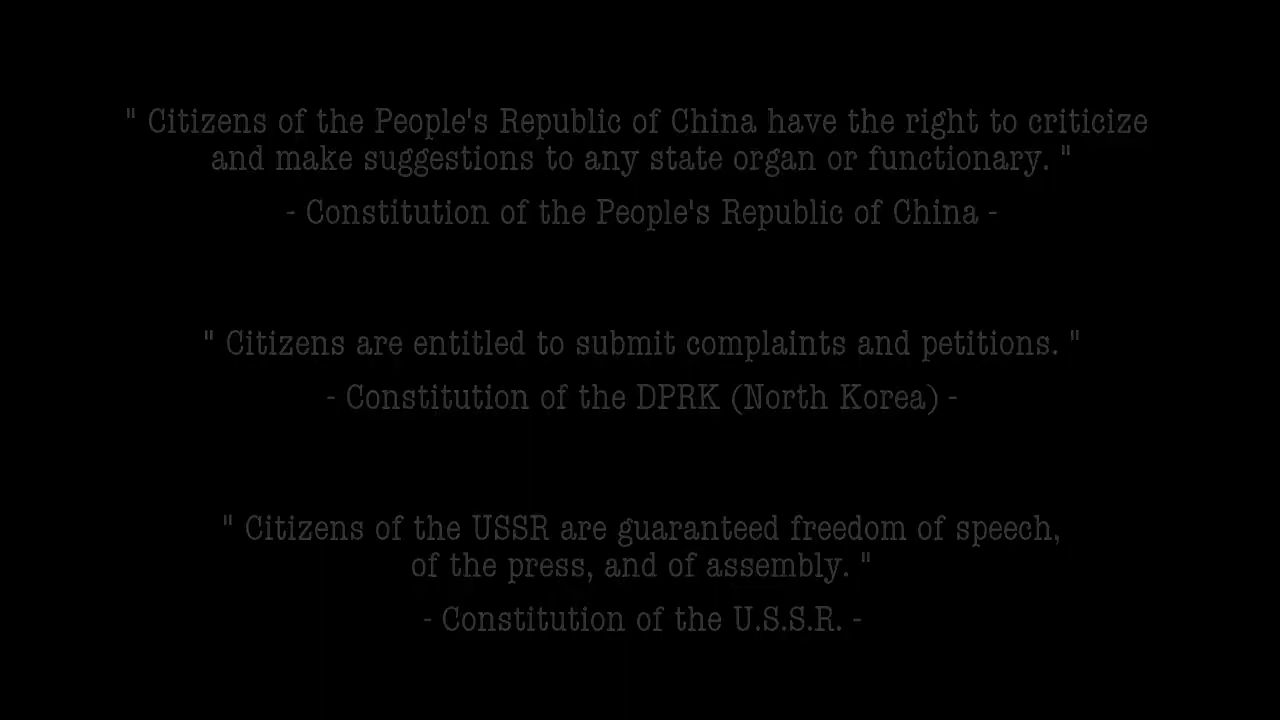 " Citizens of the People's Republic of China have the right to criticize
and make suggestions to any state organ or functionary. "
- Constitution of the People's Republic of China -
" Citizens are entitled to submit complaints and petitions. "
- Constitution of the DPRK (North Korea) -
" Citizens of the USSR are guaranteed freedom of speech,
of the press, and of assembly. "
- Constitution of the U.S.S.R. -